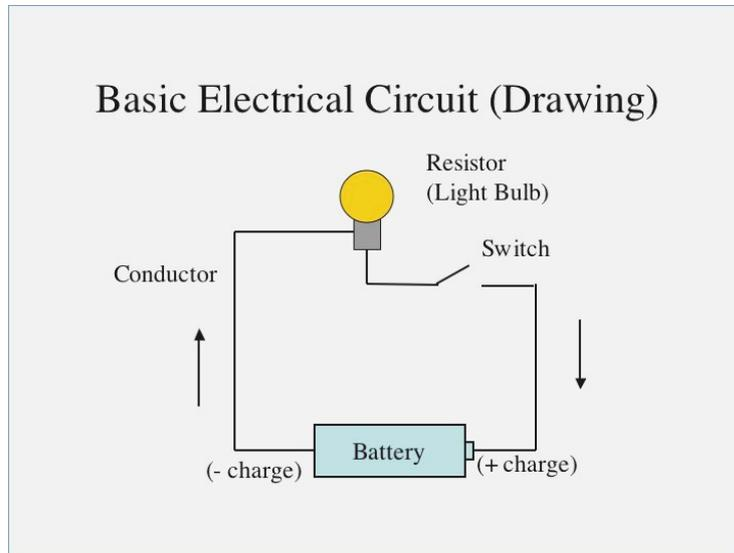 Basic Electrical Circuit (Drawing)
Resistor
(Light Bulb)
Switch
Conductor
Battery
(- charge)
(+ charge)